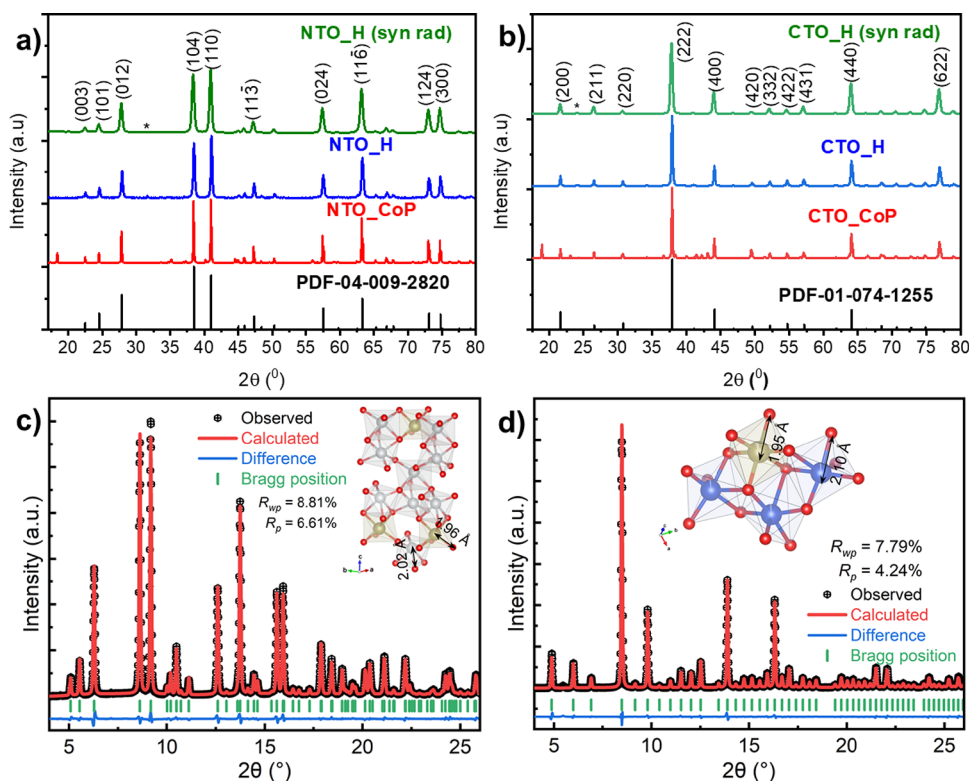 a)
NTO_H (syn rad)
(003)
(101)
(012)
*
(104)
(110)
(11̄3)
(024)
(116̄)
(124)
(300)
NTO_H
NTO_CoP
PDF-04-009-2820
Intensity (a.u)
20 25 30 35 40 45 50 55 60 65 70 75 80
2θ (⁰)
b)
CTO_H (syn rad)
(200)
*
(211)
(220)
(222)
(400)
(420)
(332)
(422)
(431)
(440)
(622)
CTO_H
CTO_CoP
PDF-01-074-1255
Intensity (a.u)
20 25 30 35 40 45 50 55 60 65 70 75 80
2θ (⁰)
c)
Observed
Calculated
Difference
Bragg position
Rwp = 8.81%
Rp = 6.61%
1.96 Å
2.02 Å
c
b
a
Intensity (a.u.)
5 10 15 20 25
2θ (°)
d)
1.95 Å
2.10 Å
c
b
a
Rwp = 7.79%
Rp = 4.24%
Observed
Calculated
Difference
Bragg position
Intensity (a.u.)
5 10 15 20 25
2θ (°)